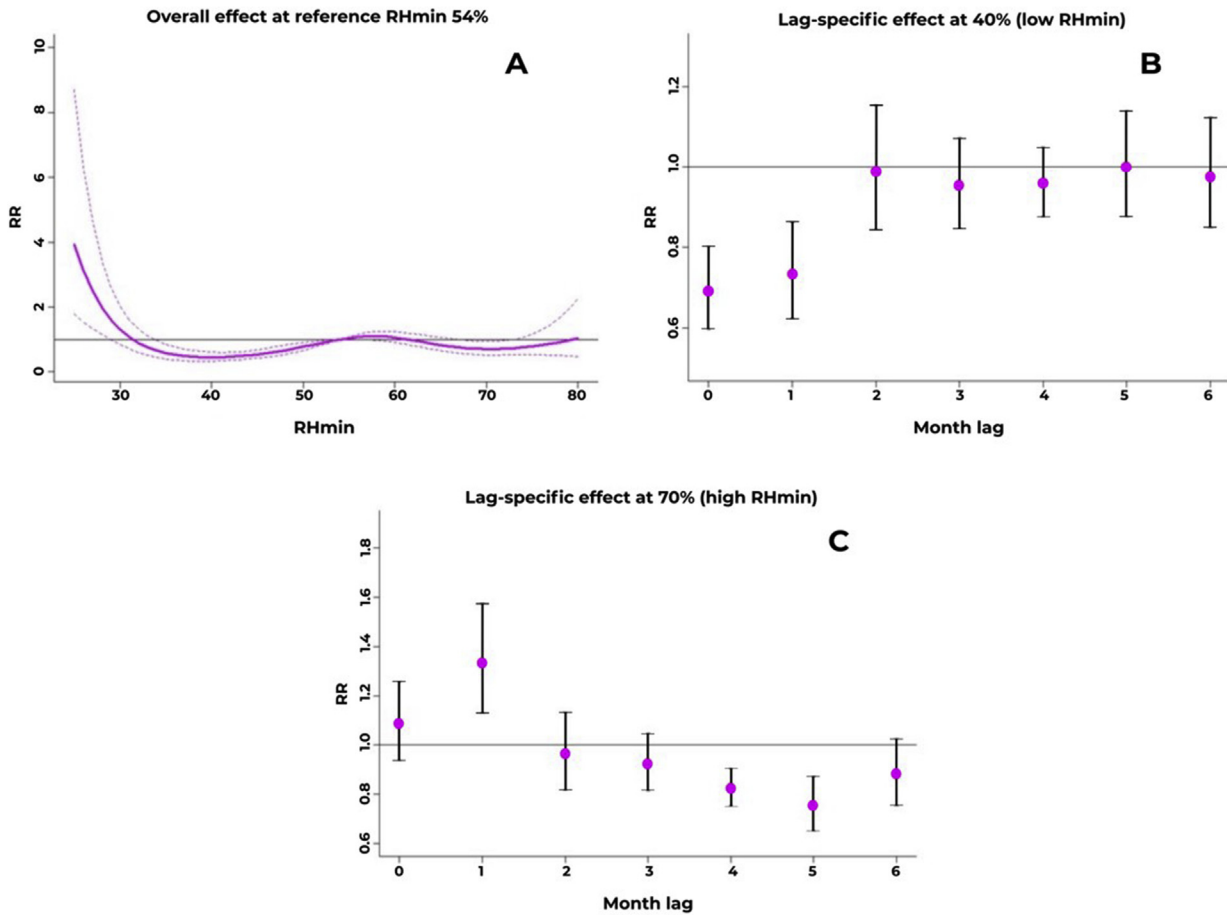 Overall effect at reference RHmin 54%
A
RR
10
8
6
4
2
0
30 40 50 60 70 80
RHmin
Lag-specific effect at 40% (low RHmin)
B
RR
1.2
1.0
0.8
0.6
0 1 2 3 4 5 6
Month lag
Lag-specific effect at 70% (high RHmin)
C
RR
1.8
1.6
1.4
1.2
1.0
0.8
0.6
0 1 2 3 4 5 6
Month lag